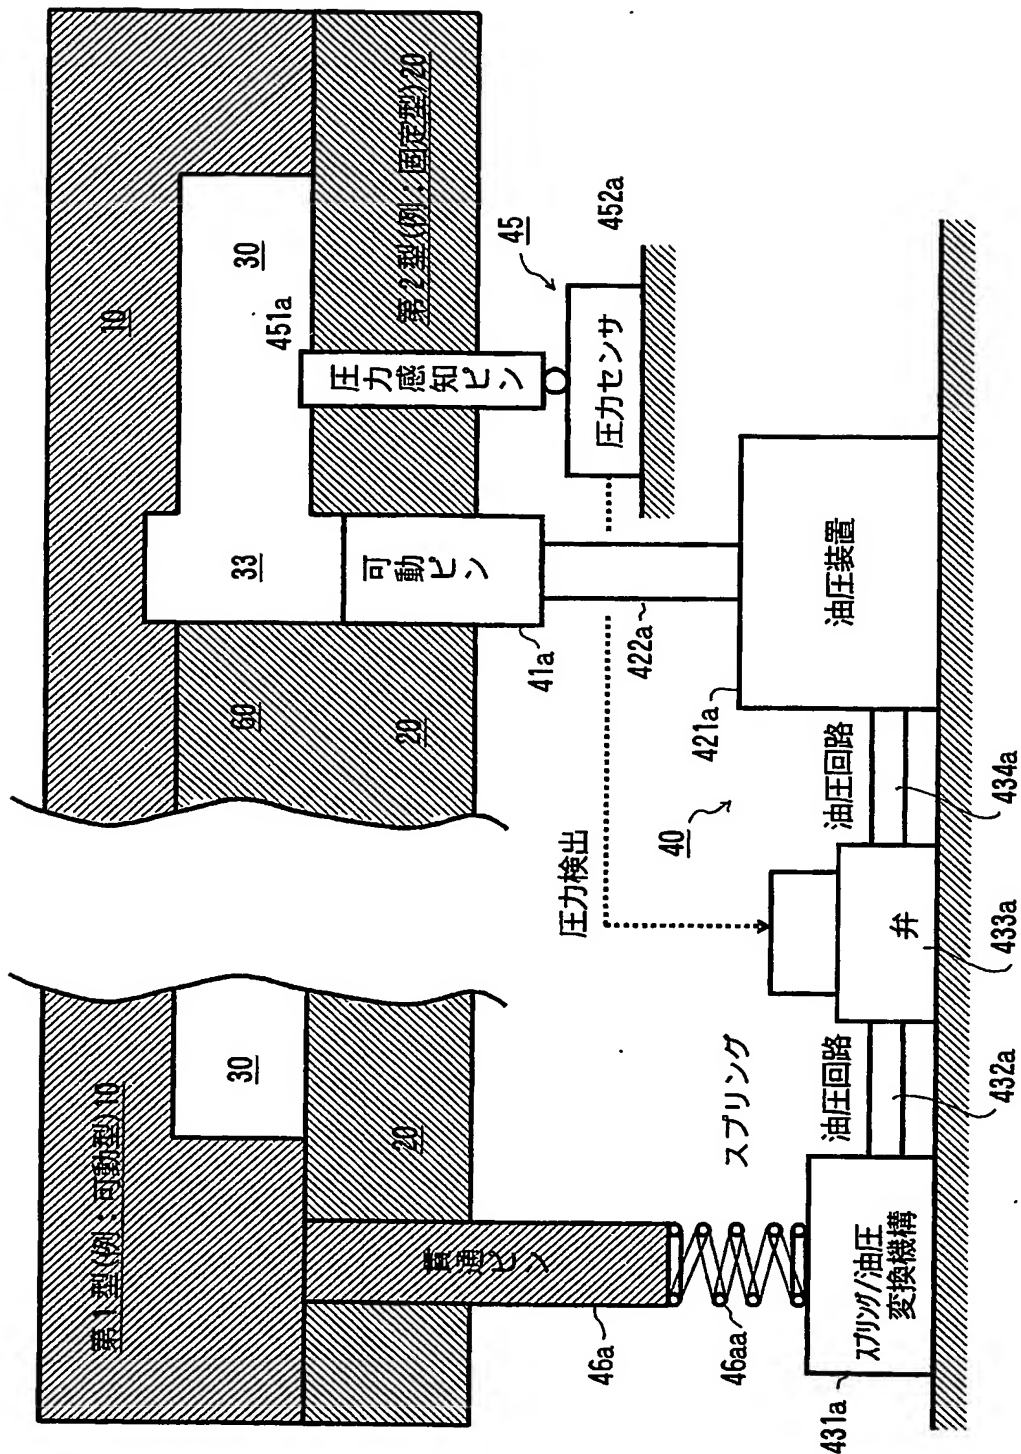 第1型(例：可動型)10
30
20
貫通ピン
46a
46aa
スプリング
スプリング/油圧
変換機構
431a
油圧回路
432a
弁
433a
油圧回路
434a
圧力検出
40
10a
60
20
33
可動ピン
41a
422a
421a
油圧装置
30
451a
圧力感知ピン
第2型(例：固定型)20
45
圧力センサ
452a